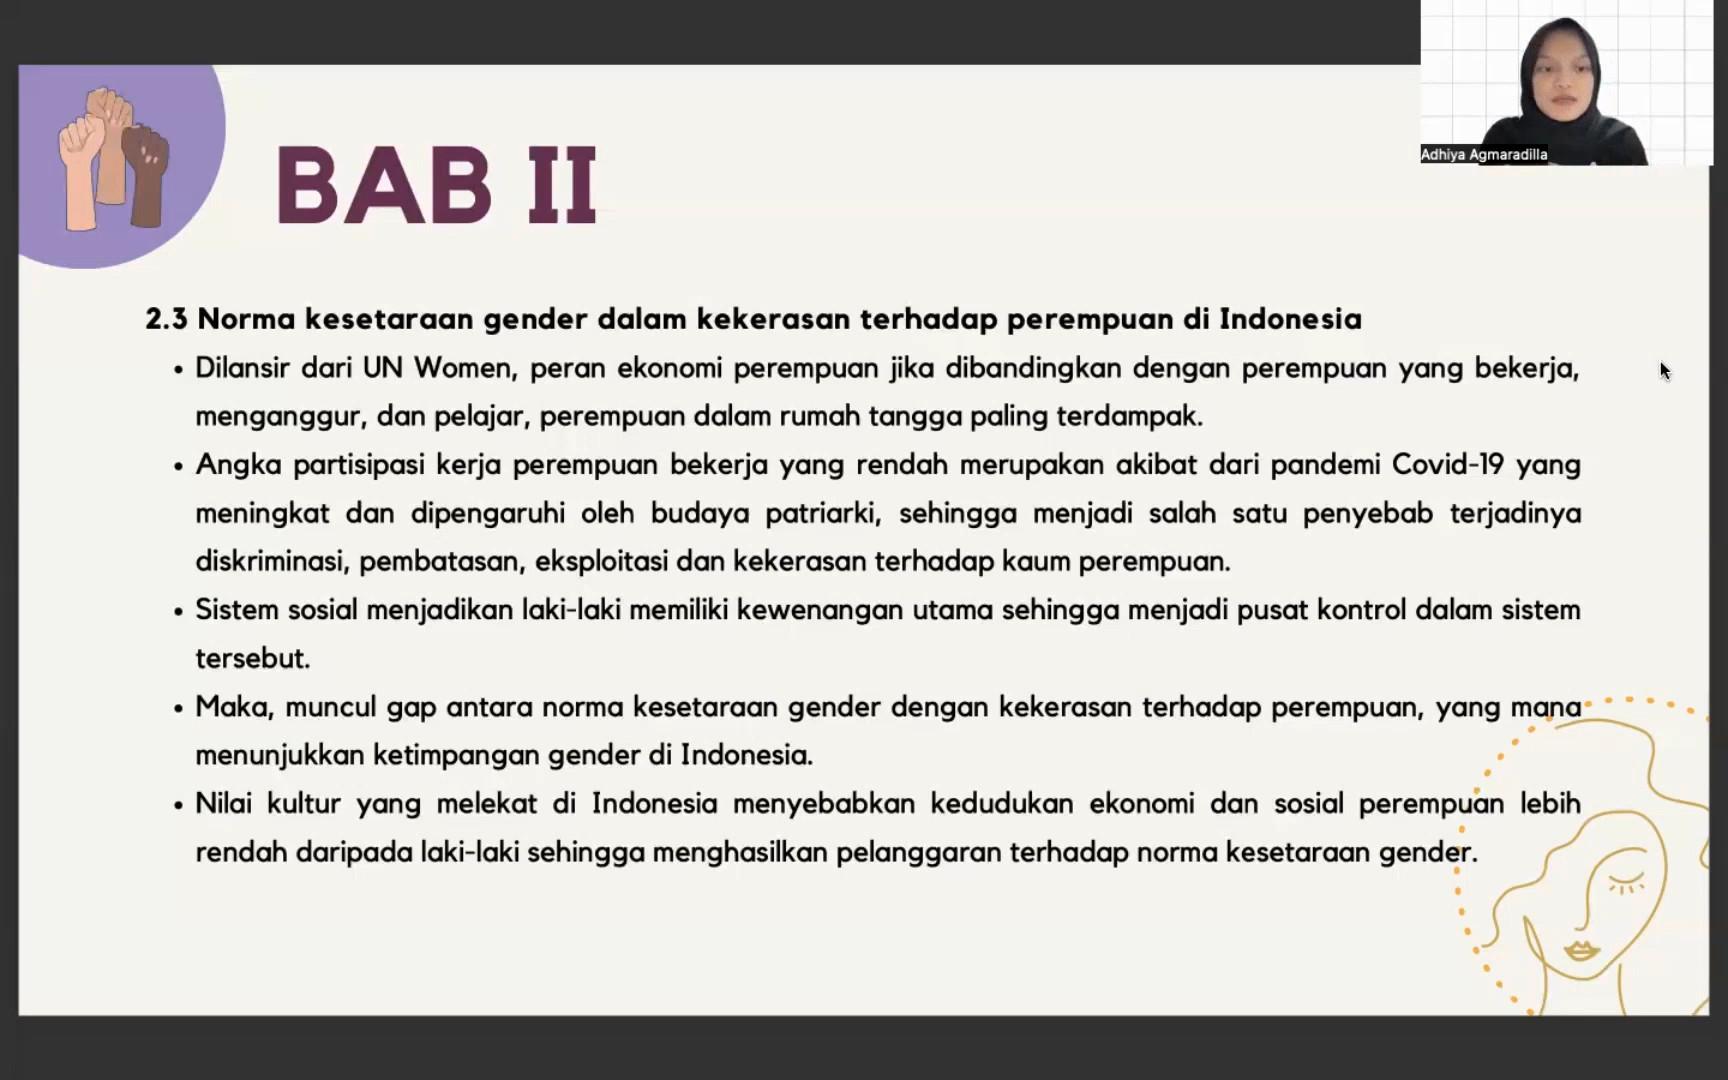 Adhiya Agmaradilla
BAB II
2.3 Norma kesetaraan gender dalam kekerasan terhadap perempuan di Indonesia
• Dilansir dari UN Women, peran ekonomi perempuan jika dibandingkan dengan perempuan yang bekerja,
menganggur, dan pelajar, perempuan dalam rumah tangga paling terdampak.
• Angka partisipasi kerja perempuan bekerja yang rendah merupakan akibat dari pandemi Covid-19 yang
meningkat dan dipengaruhi oleh budaya patriarki, sehingga menjadi salah satu penyebab terjadinya
diskriminasi, pembatasan, eksploitasi dan kekerasan terhadap kaum perempuan.
• Sistem sosial menjadikan laki-laki memiliki kewenangan utama sehingga menjadi pusat kontrol dalam sistem
tersebut.
• Maka, muncul gap antara norma kesetaraan gender dengan kekerasan terhadap perempuan, yang mana
menunjukkan ketimpangan gender di Indonesia.
• Nilai kultur yang melekat di Indonesia menyebabkan kedudukan ekonomi dan sosial perempuan lebih
rendah daripada laki-laki sehingga menghasilkan pelanggaran terhadap norma kesetaraan gender.